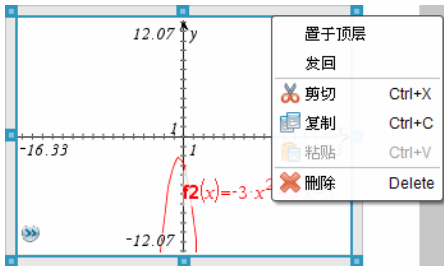 12.07 y
1
-16.33
1
f2(x)=-3·x²
-12.07
置于顶层
发回
剪切 Ctrl+X
复制 Ctrl+C
粘贴 Ctrl+V
删除 Delete